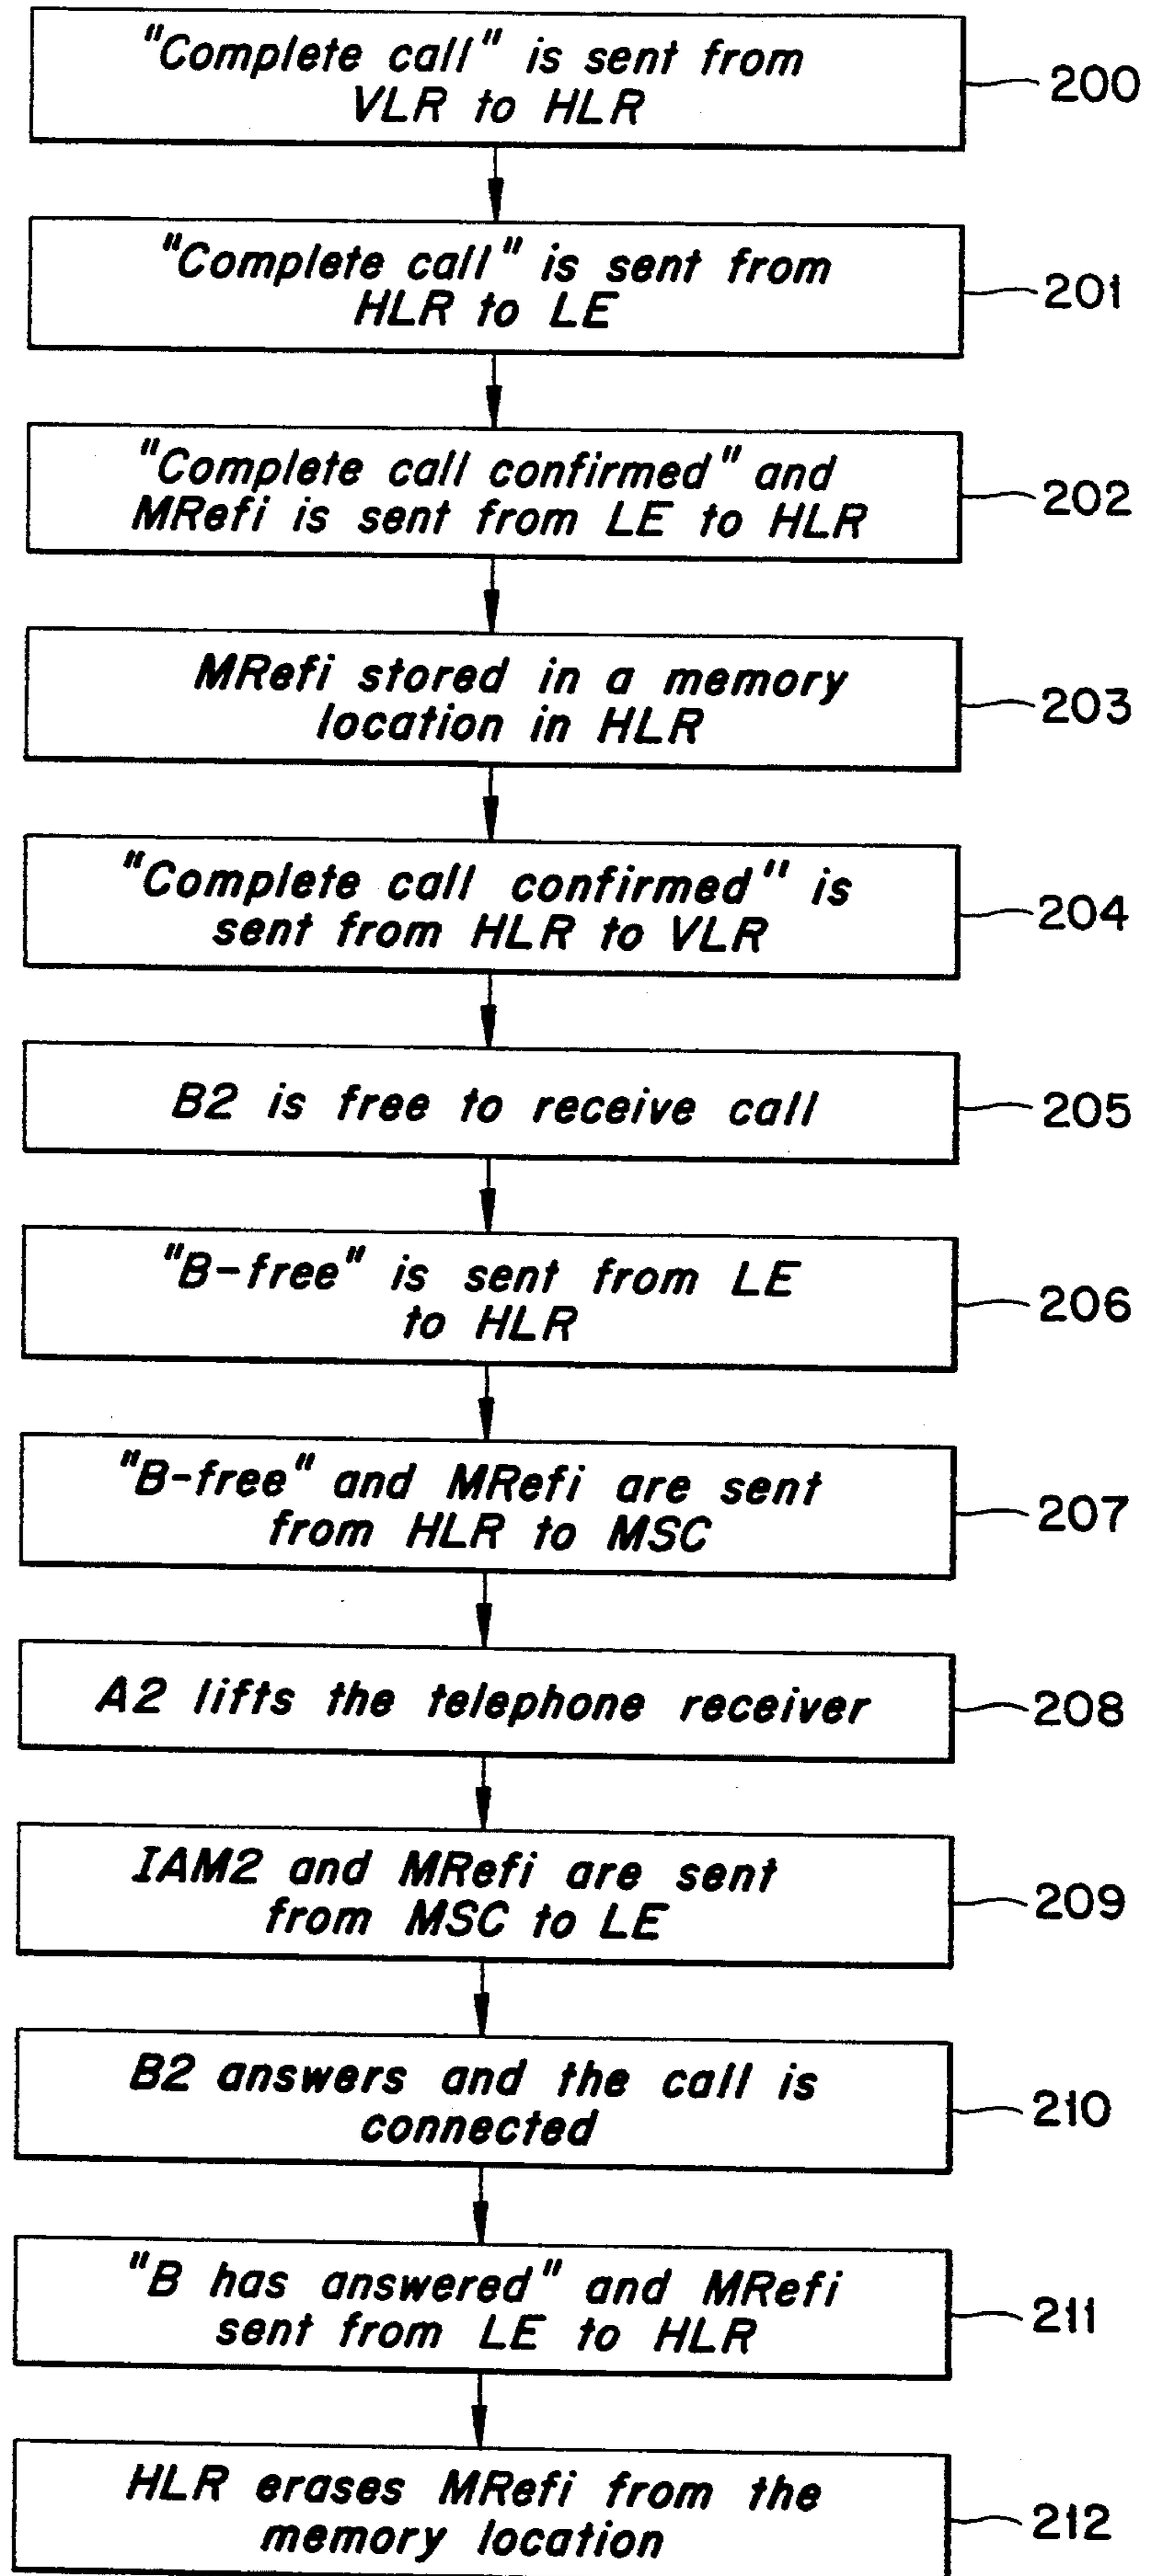 "Complete call" is sent from
VLR to HLR
200
"Complete call" is sent from
HLR to LE
201
"Complete call confirmed" and
MRefi is sent from LE to HLR
202
MRefi stored in a memory
location in HLR
203
"Complete call confirmed" is
sent from HLR to VLR
204
B2 is free to receive call
205
"B-free" is sent from LE
to HLR
206
"B-free" and MRefi are sent
from HLR to MSC
207
A2 lifts the telephone receiver
208
IAM2 and MRefi are sent
from MSC to LE
209
B2 answers and the call is
connected
210
"B has answered" and MRefi
sent from LE to HLR
211
HLR erases MRefi from the
memory location
212